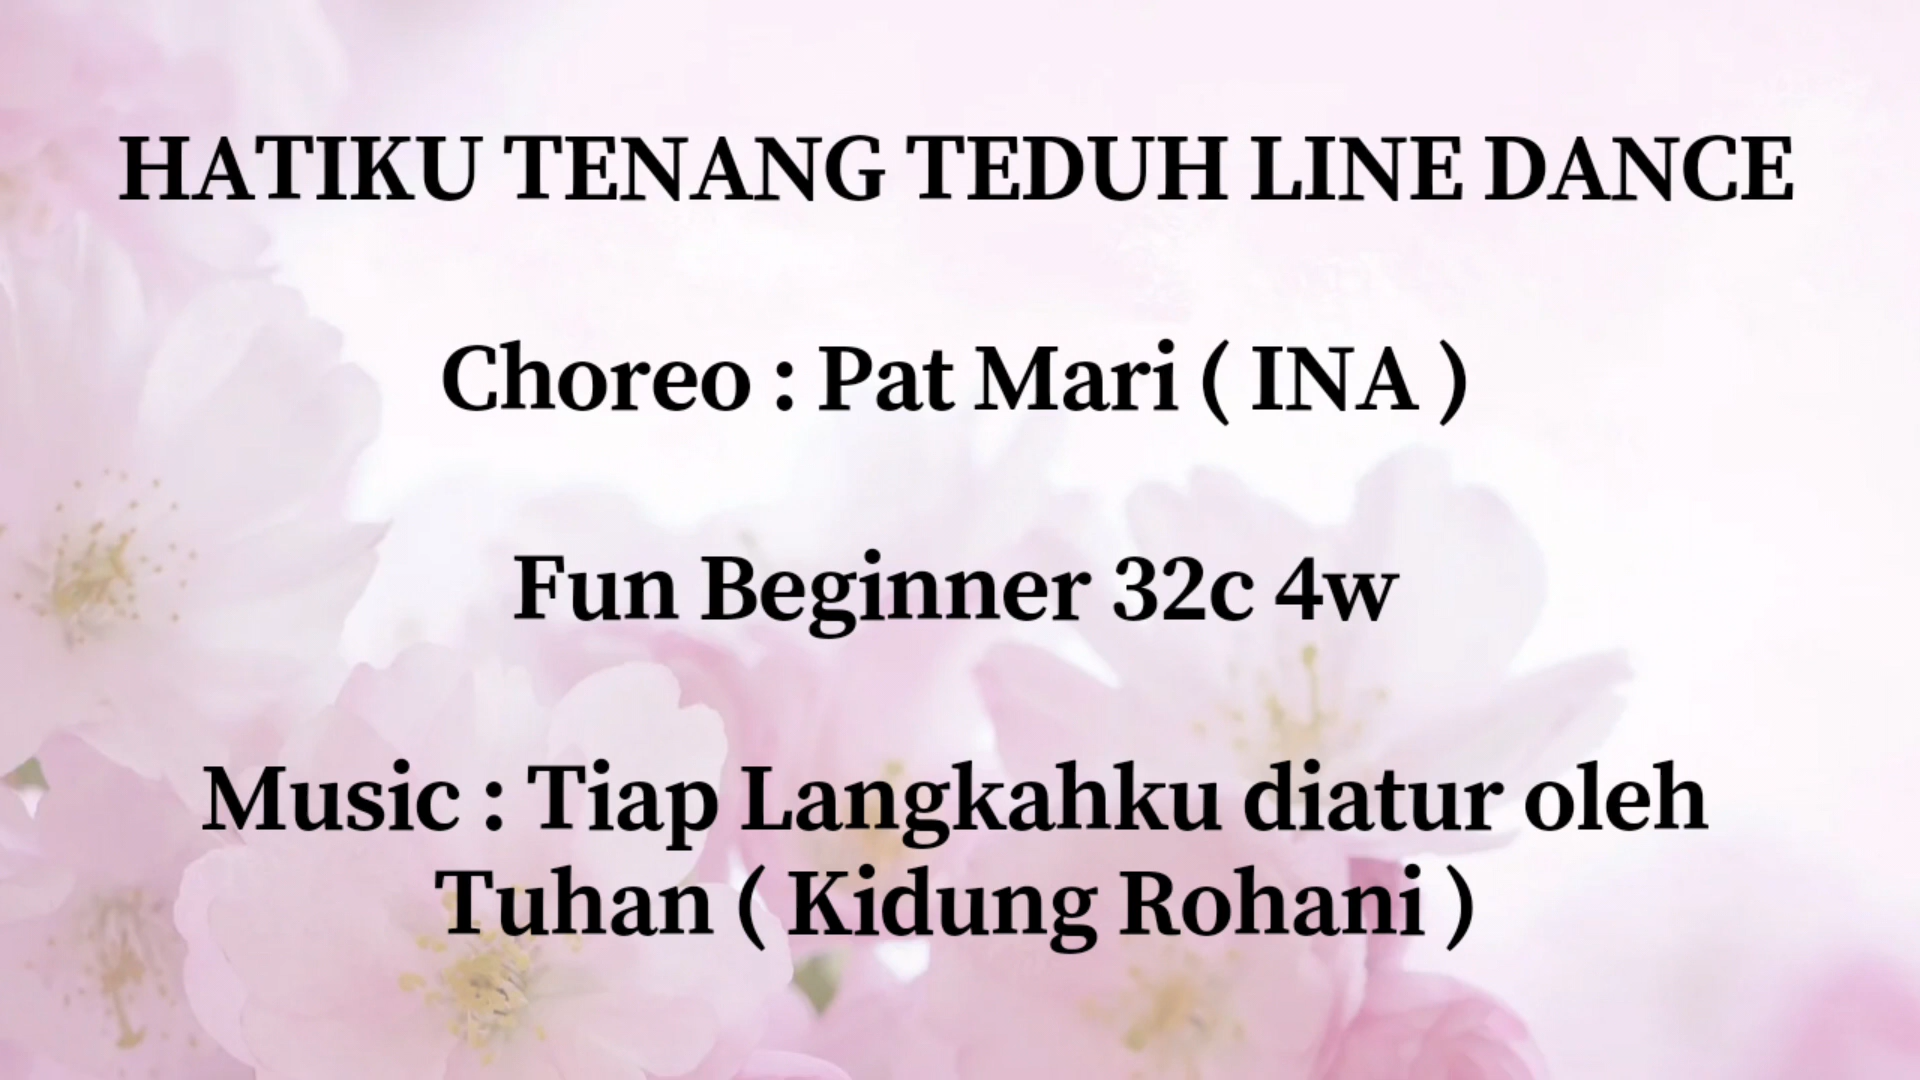 HATIKU TENANG TEDUH LINE DANCE
Choreo : Pat Mari ( INA )
Fun Beginner 32c 4w
Music : Tiap Langkahku diatur oleh
Tuhan ( Kidung Rohani )